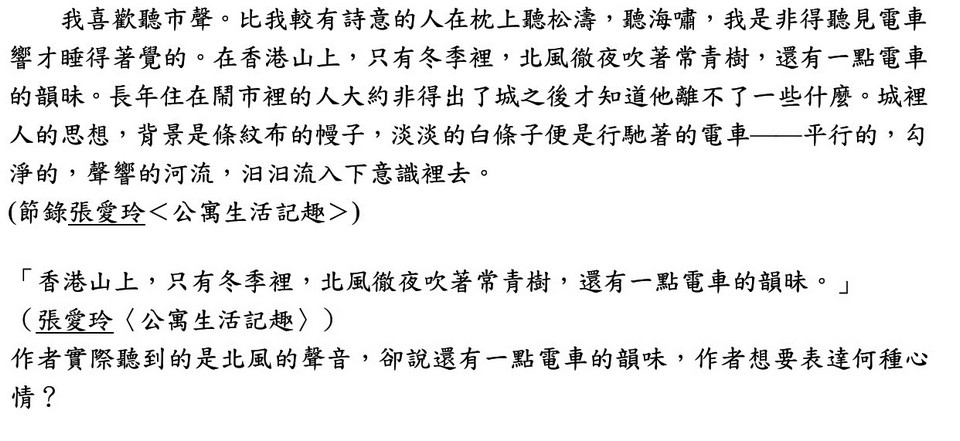 我喜歡聽市聲。比我較有詩意的人在枕上聽松濤，聽海嘯，我是非得聽見電車
響才睡得著覺的。在香港山上，只有冬季裡，北風徹夜吹著常青樹，還有一點電車
的韻味。長年住在鬧市裡的人大約非得出了城之後才知道他離不了一些什麼。城裡
人的思想，背景是條紋布的幔子，淡淡的白條子便是行馳著的電車——平行的，勻
淨的，聲響的河流，汩汩流入下意識裡去。
(節錄張愛玲＜公寓生活記趣＞)
「香港山上，只有冬季裡，北風徹夜吹著常青樹，還有一點電車的韻味。」
（張愛玲〈公寓生活記趣〉）
作者實際聽到的是北風的聲音，卻說還有一點電車的韻味，作者想要表達何種心
情？